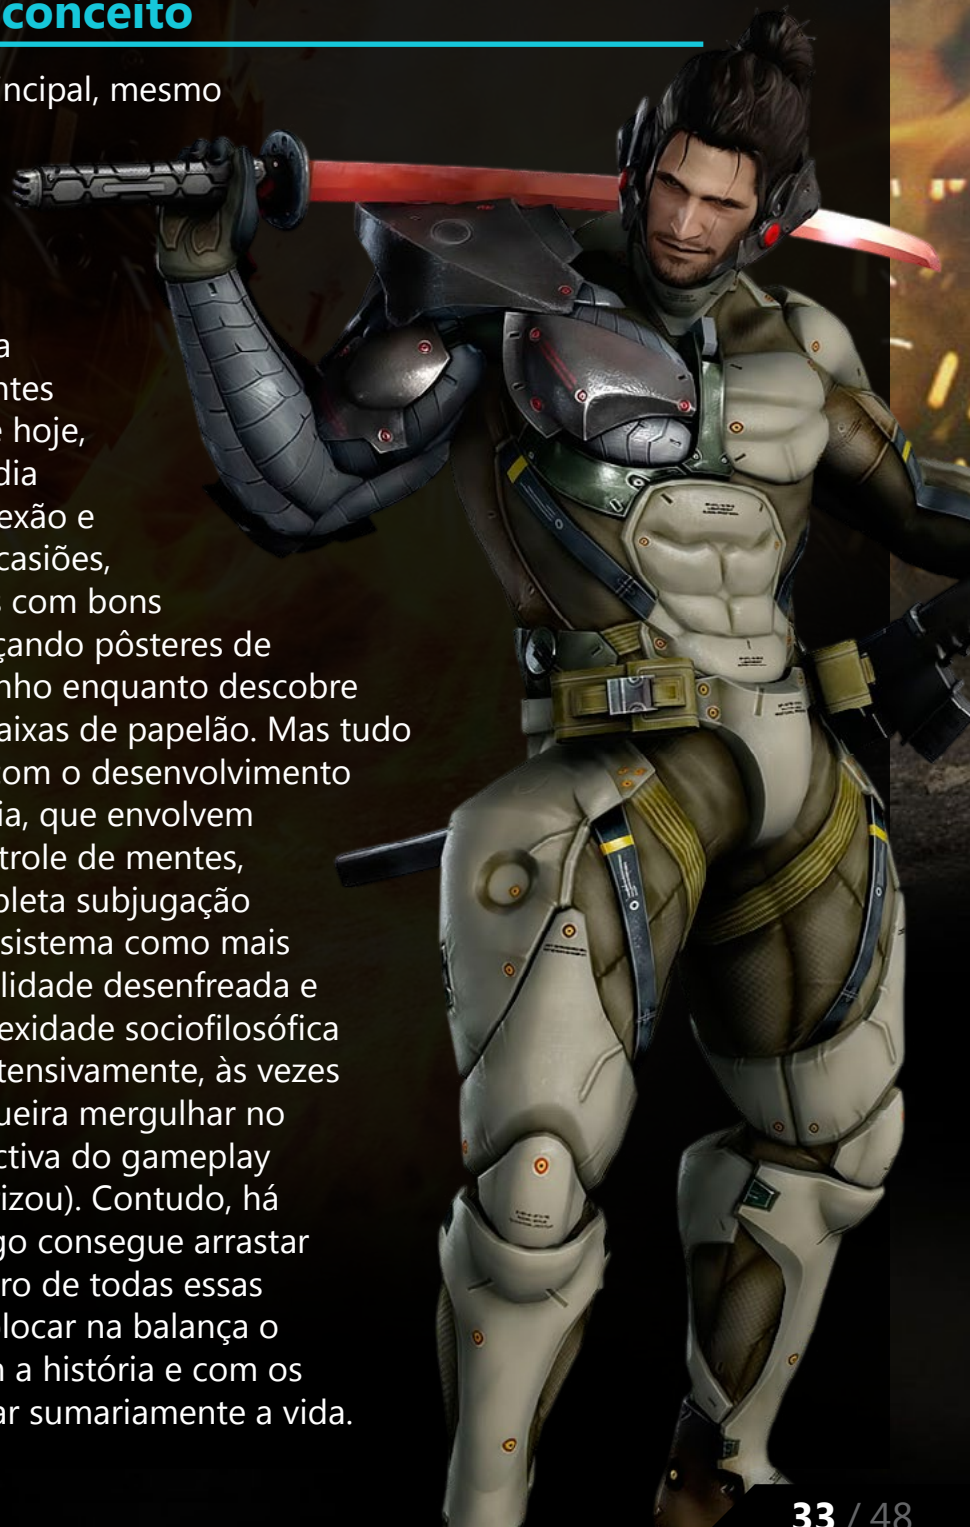 conceito
ncipal, mesmo
a
ntes
e hoje,
dia
exão e
casiões,
s com bons
çando pôsteres de
nho enquanto descobre
aixas de papelão. Mas tudo
com o desenvolvimento
ia, que envolvem
trole de mentes,
pleta subjugação
sistema como mais
lidade desenfreada e
exidade sociofilosófica
tensivamente, às vezes
ueira mergulhar no
ctiva do gameplay
izou). Contudo, há
go consegue arrastar
ro de todas essas
locar na balança o
n a história e com os
ar sumariamente a vida.
33 / 48